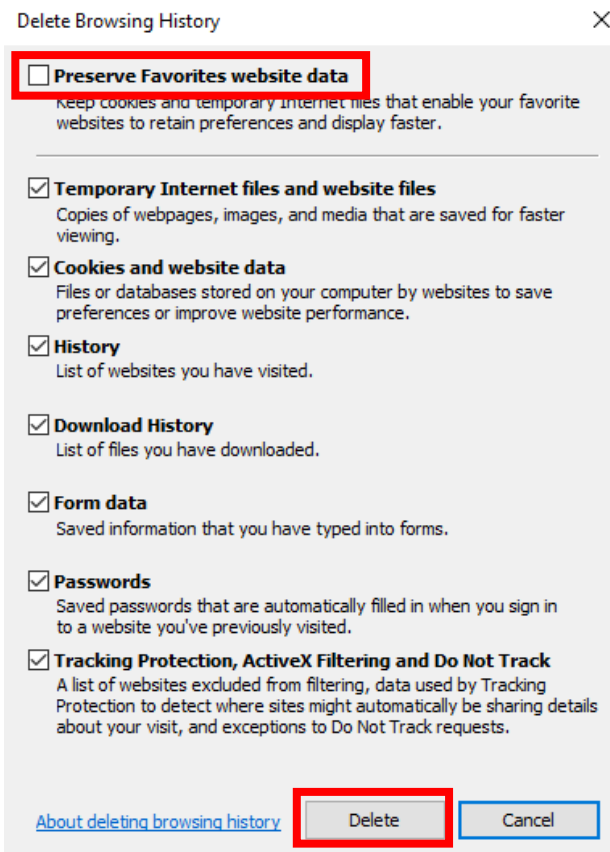 Delete Browsing History
Preserve Favorites website data
Keep cookies and temporary Internet files that enable your favorite
websites to retain preferences and display faster.
Temporary Internet files and website files
Copies of webpages, images, and media that are saved for faster
viewing.
Cookies and website data
Files or databases stored on your computer by websites to save
preferences or improve website performance.
History
List of websites you have visited.
Download History
List of files you have downloaded.
Form data
Saved information that you have typed into forms.
Passwords
Saved passwords that are automatically filled in when you sign in
to a website you've previously visited.
Tracking Protection, ActiveX Filtering and Do Not Track
A list of websites excluded from filtering, data used by Tracking
Protection to detect where sites might automatically be sharing details
about your visit, and exceptions to Do Not Track requests.
About deleting browsing history Delete Cancel